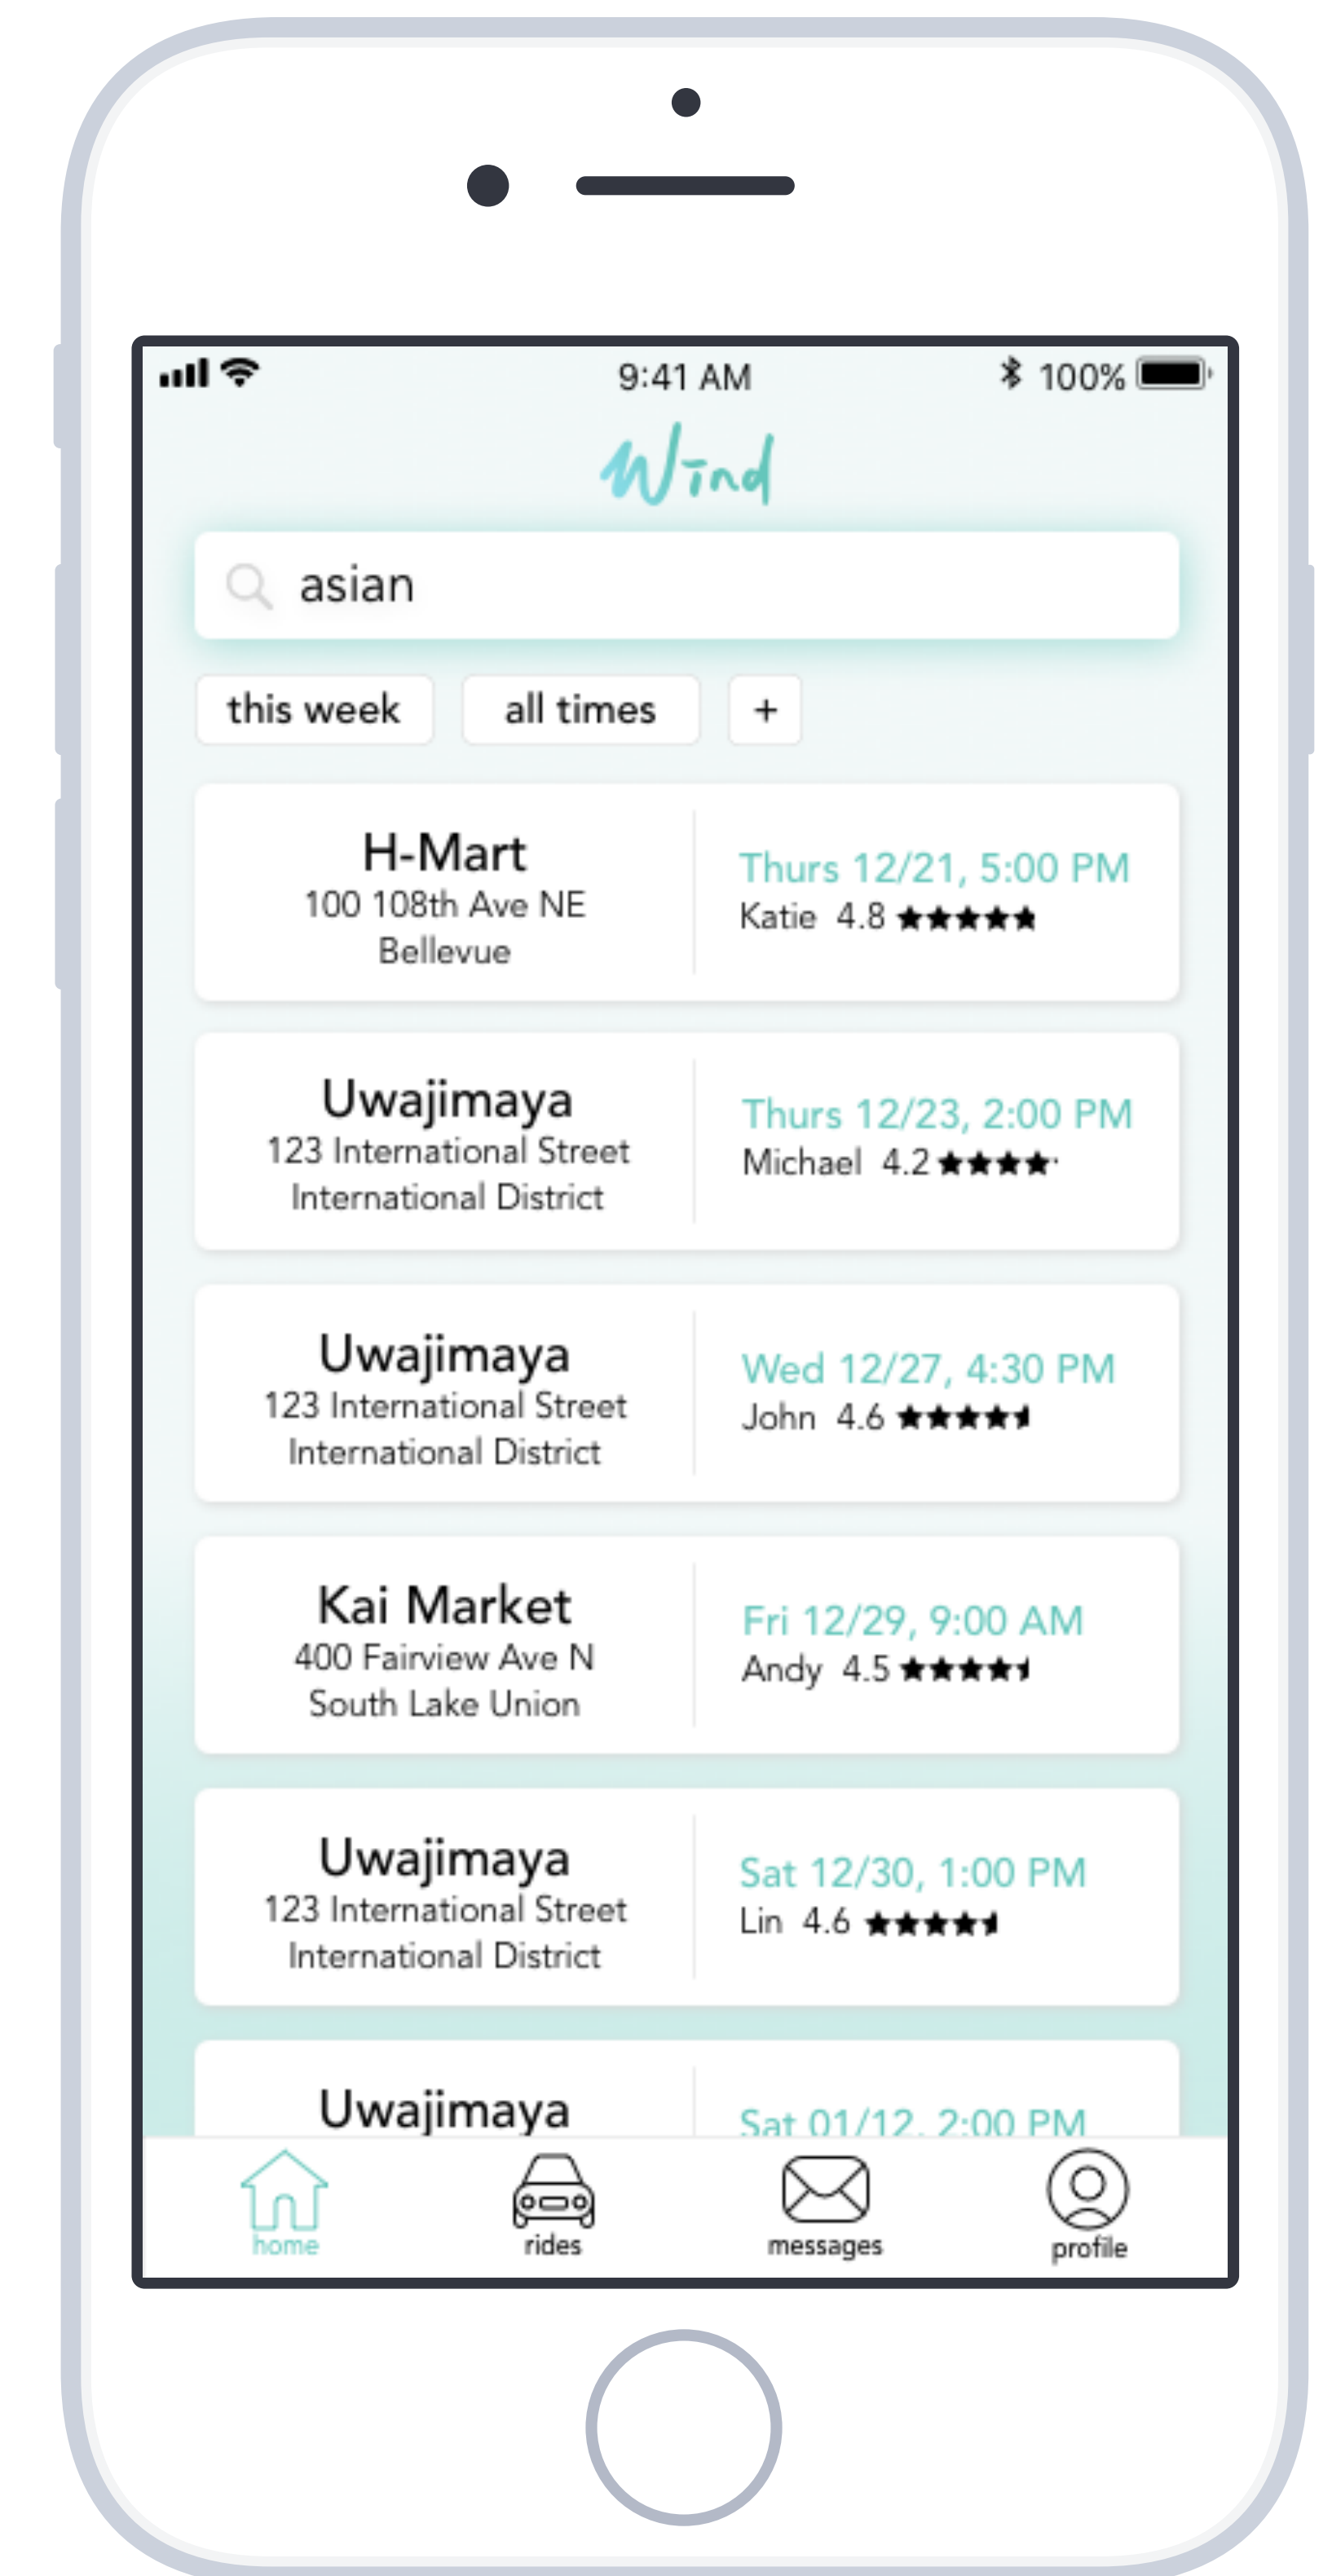 9:41 AM
100%
Wind
asian
this week
all times
+
H-Mart
100 108th Ave NE
Bellevue
Thurs 12/21, 5:00 PM
Katie 4.8 ★★★★★
Uwajimaya
123 International Street
International District
Thurs 12/23, 2:00 PM
Michael 4.2 ★★★★
Uwajimaya
123 International Street
International District
Wed 12/27, 4:30 PM
John 4.6 ★★★★★
Kai Market
400 Fairview Ave N
South Lake Union
Fri 12/29, 9:00 AM
Andy 4.5 ★★★★★
Uwajimaya
123 International Street
International District
Sat 12/30, 1:00 PM
Lin 4.6 ★★★★★
Uwajimaya
Sat 01/12, 2:00 PM
home
rides
messages
profile